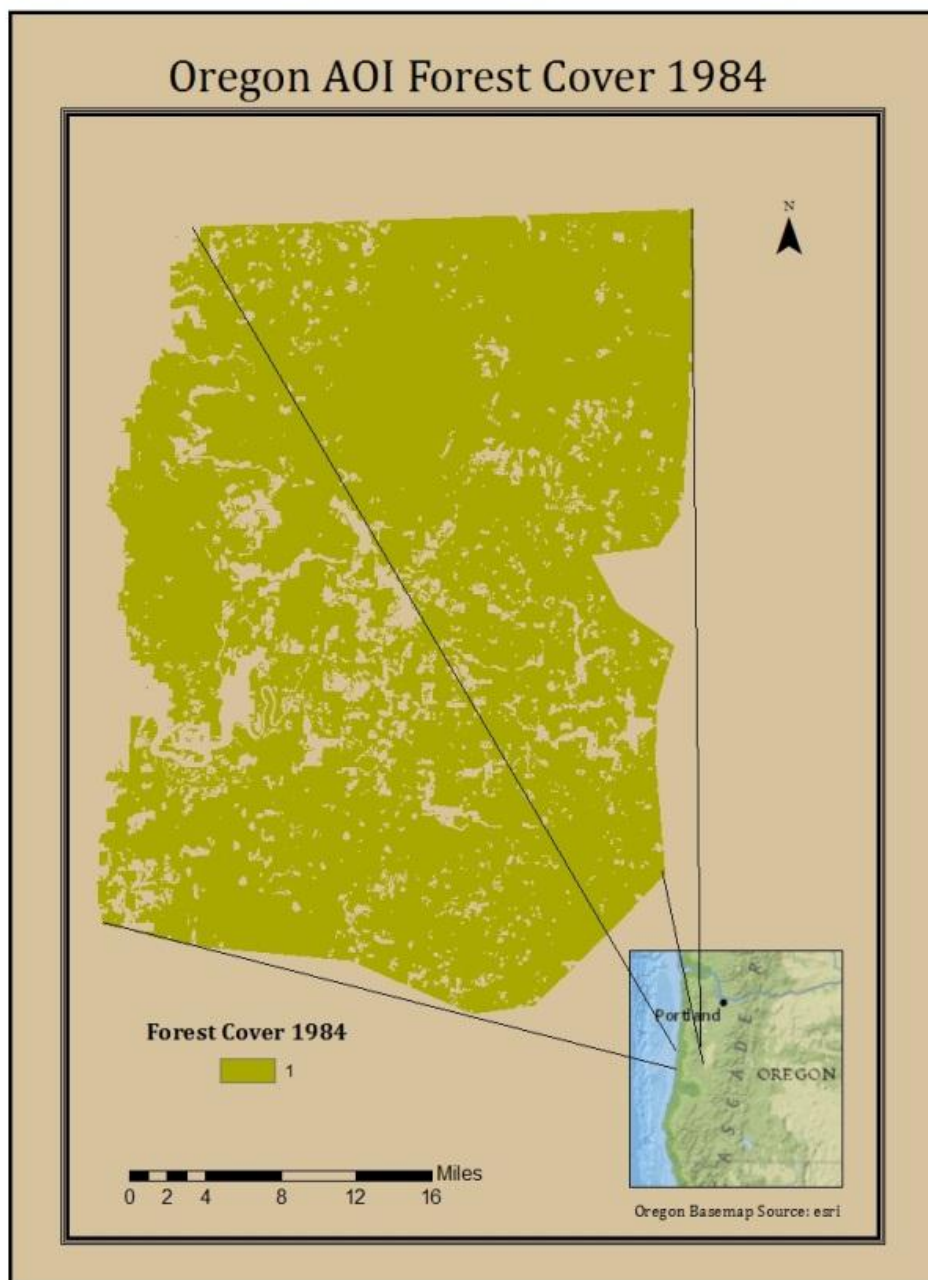 Oregon AOI Forest Cover 1984
N
Forest Cover 1984
1
Miles
0 2 4 8 12 16
Portland
CASCADE R
OREGON
Oregon Basemap Source: esri